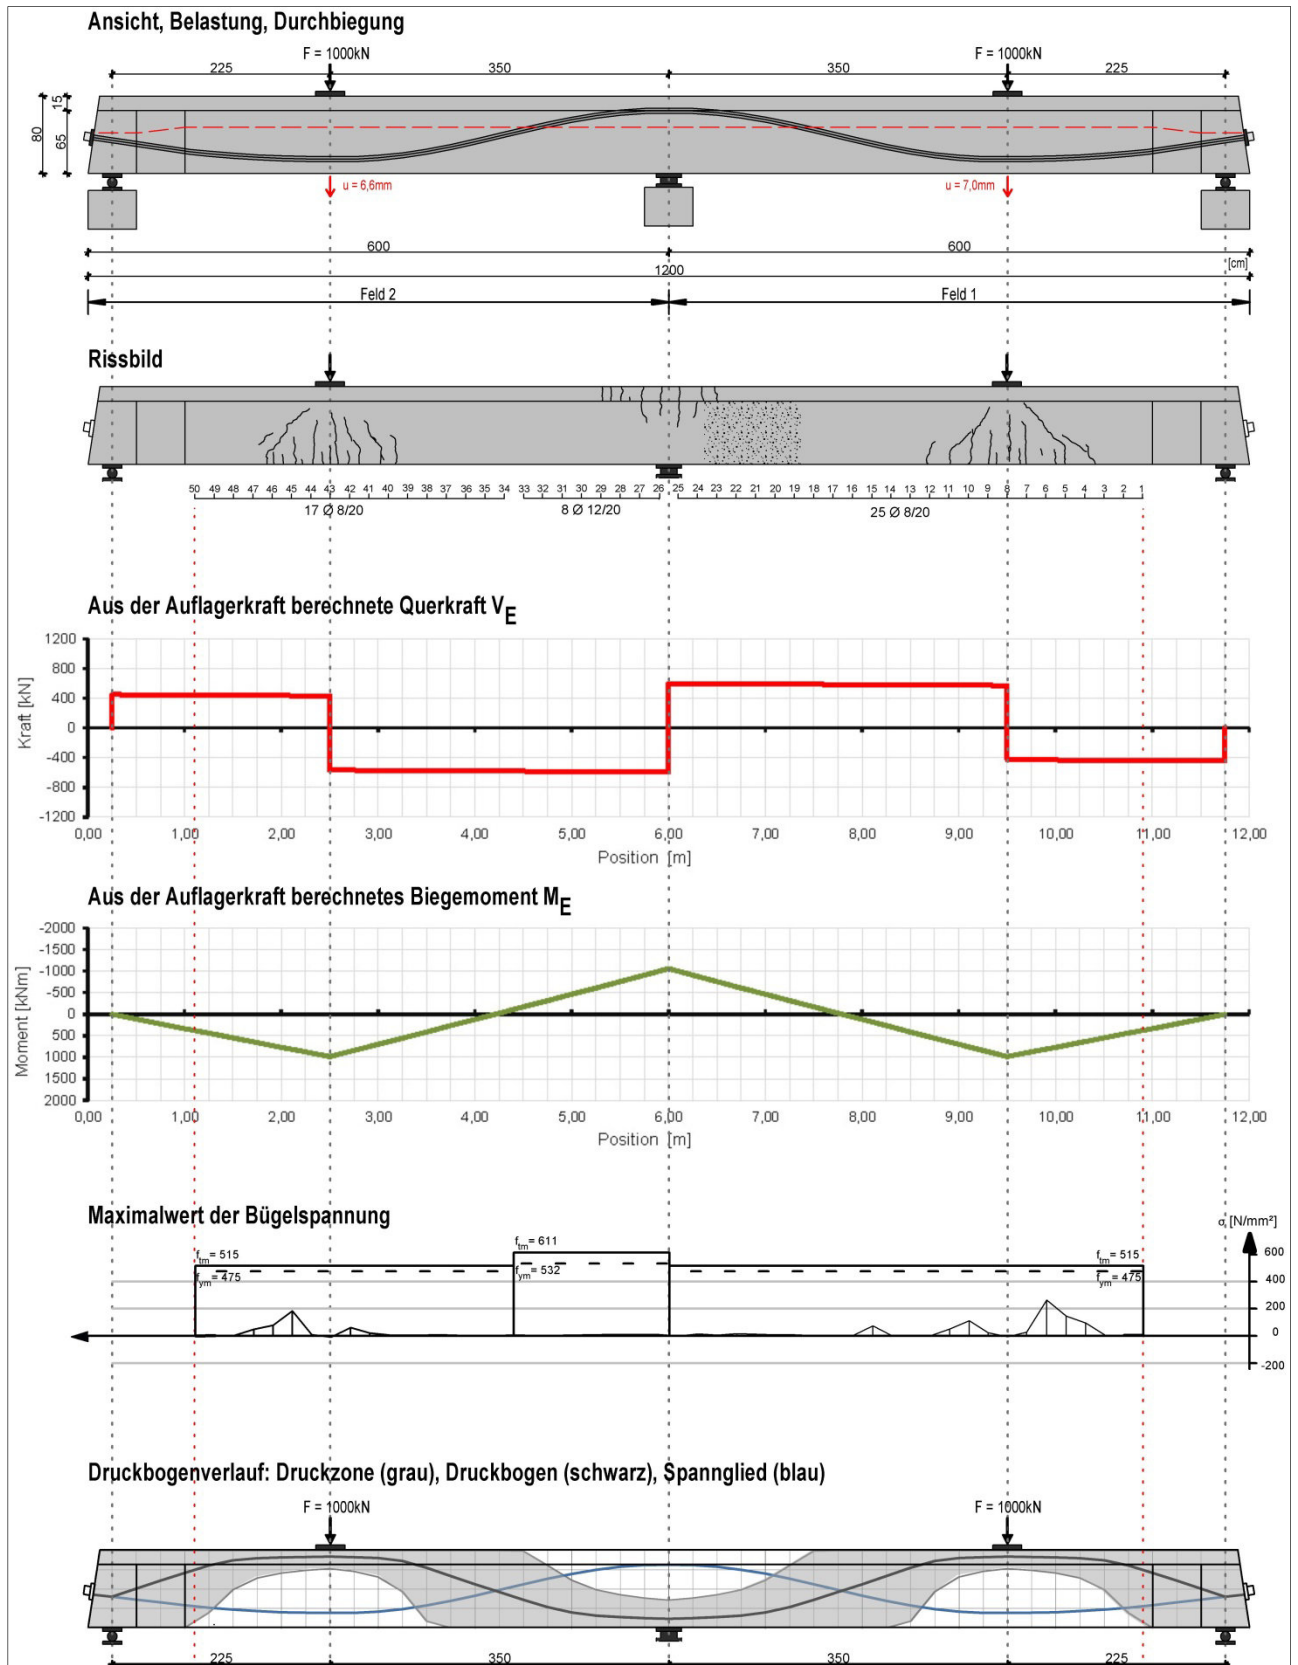 Ansicht, Belastung, Durchbiegung
F = 1000kN F = 1000kN
225 350 350 225
15
80 65
u = 6,6mm u = 7,0mm
600 600
1200 [cm]
Feld 2 Feld 1
Rissbild
50 49 48 47 46 45 44 43 42 41 40 39 38 37 36 35 34 33 32 31 30 29 28 27 26 25 24 23 22 21 20 19 18 17 16 15 14 13 12 11 10 9 8 7 6 5 4 3 2 1
17 Ø 8/20 8 Ø 12/20 25 Ø 8/20
Aus der Auflagerkraft berechnete Querkraft VE
Kraft [kN]
1200
800
400
0
-400
-800
-1200
0,00 1,00 2,00 3,00 4,00 5,00 6,00 7,00 8,00 9,00 10,00 11,00 12,00
Position [m]
Aus der Auflagerkraft berechnetes Biegemoment ME
Moment [kNm]
-2000
-1500
-1000
-500
0
500
1000
1500
2000
0,00 1,00 2,00 3,00 4,00 5,00 6,00 7,00 8,00 9,00 10,00 11,00 12,00
Position [m]
Maximalwert der Bügelspannung
σ [N/mm²]
ftm = 611
ftm = 515 ftm = 515
fym = 532
fym = 475 fym = 475
600
400
200
0
-200
Druckbogenverlauf: Druckzone (grau), Druckbogen (schwarz), Spannglied (blau)
F = 1000kN F = 1000kN
225 350 350 225